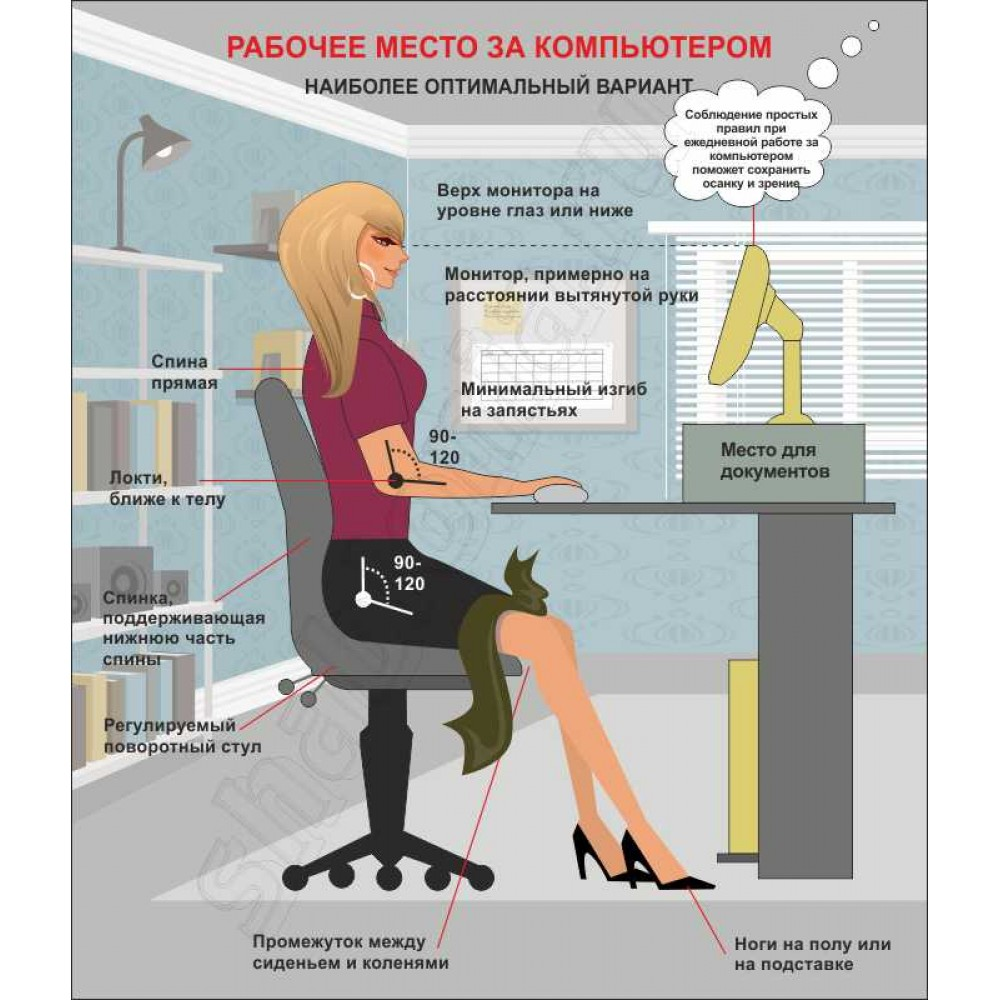 РАБОЧЕЕ МЕСТО ЗА КОМПЬЮТЕРОМ
НАИБОЛЕЕ ОПТИМАЛЬНЫЙ ВАРИАНТ
Соблюдение простых
правил при
ежедневной работе за
компьютером
поможет сохранить
осанку и зрение
Верх монитора на
уровне глаз или ниже
Монитор, примерно на
расстоянии вытянутой руки
Спина
прямая
Минимальный изгиб
на запястьях
90-
120
Место для
документов
Локти,
ближе к телу
90-
120
Спинка,
поддерживающая
нижнюю часть
спины
Регулируемый
поворотный стул
Промежуток между
сиденьем и коленями
Ноги на полу или
на подставке